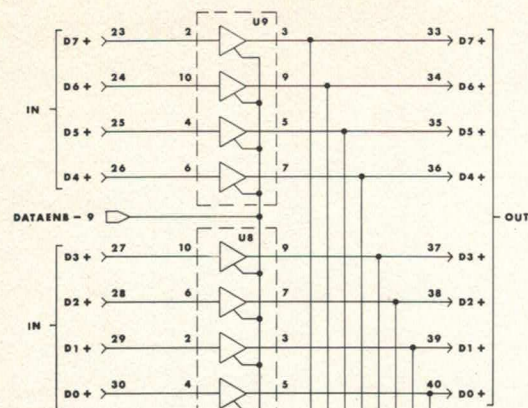 U9
D7+ 23 2 3 33 D7+
D6+ 24 10 9 34 D6+
IN
D5+ 25 4 5 35 D5+
D4+ 26 6 7 36 D4+
DATAENB - 9
OUT
U8
D3+ 27 10 9 37 D3+
D2+ 28 6 7 38 D2+
IN
D1+ 29 2 3 39 D1+
D0+ 30 4 5 40 D0+